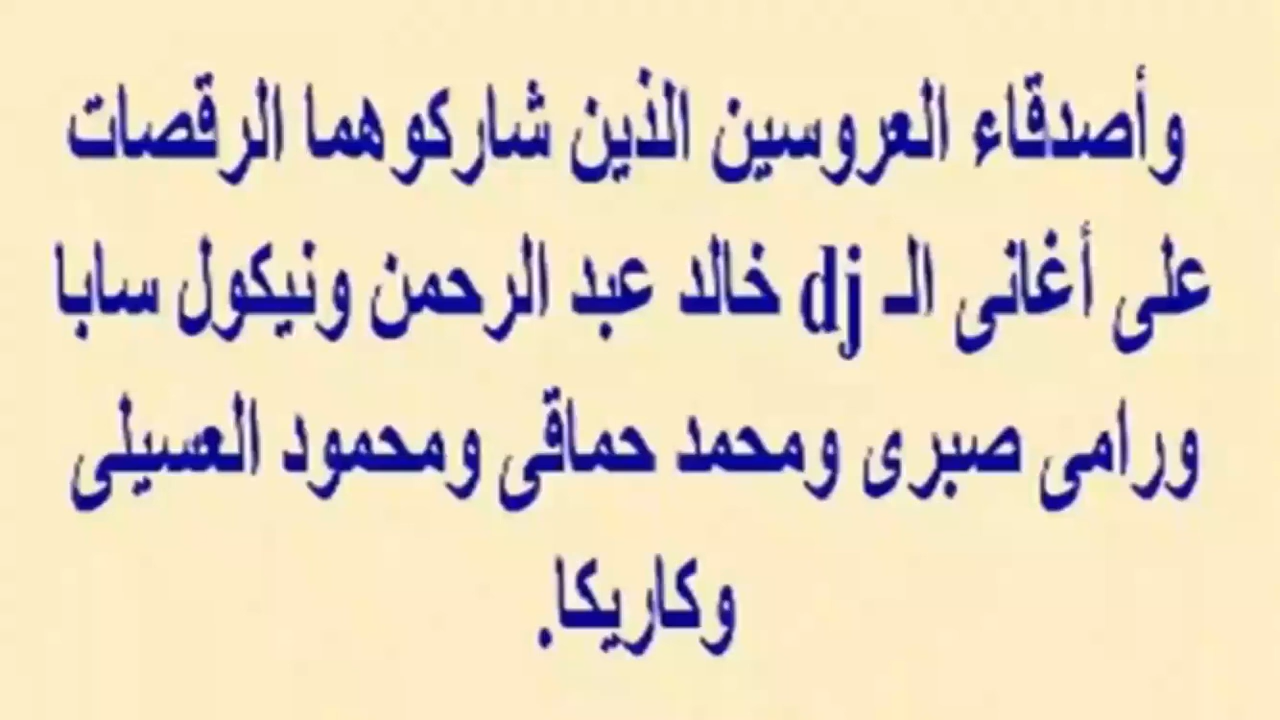 وأصدقاء العروسين الذين شاركوهما الرقصات
على أغانى الـ dj خالد عبد الرحمن ونيكول سابا
ورامى صبرى ومحمد حماقى ومحمود العسيلى
وكاريكا.